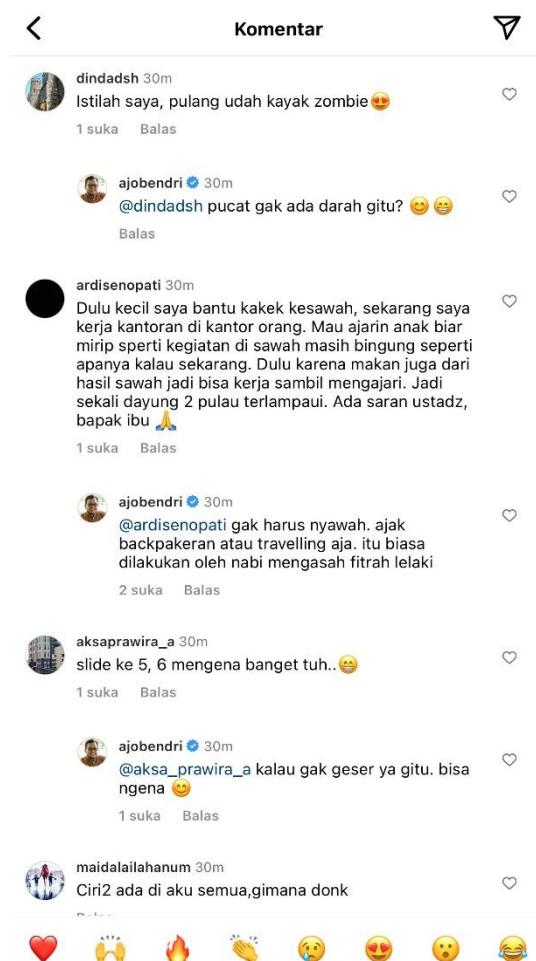 Komentar
dindadsh 30m
Istilah saya, pulang udah kayak zombie😍
1 suka Balas
ajobendri 30m
@dindadsh pucat gak ada darah gitu? 😊 😁
Balas
ardisenopati 30m
Dulu kecil saya bantu kakek kesawah, sekarang saya
kerja kantoran di kantor orang. Mau ajarin anak biar
mirip sperti kegiatan di sawah masih bingung seperti
apanya kalau sekarang. Dulu karena makan juga dari
hasil sawah jadi bisa kerja sambil mengajari. Jadi
sekali dayung 2 pulau terlampaui. Ada saran ustadz,
bapak ibu 🙏
1 suka Balas
ajobendri 30m
@ardisenopati gak harus nyawah. ajak
backpakeran atau travelling aja. itu biasa
dilakukan oleh nabi mengasah fitrah lelaki
2 suka Balas
aksaprawira_a 30m
slide ke 5, 6 mengena banget tuh..😁
1 suka Balas
ajobendri 30m
@aksa_prawira_a kalau gak geser ya gitu. bisa
ngena 😊
1 suka Balas
maidalailahanum 30m
Ciri2 ada di aku semua,gimana donk